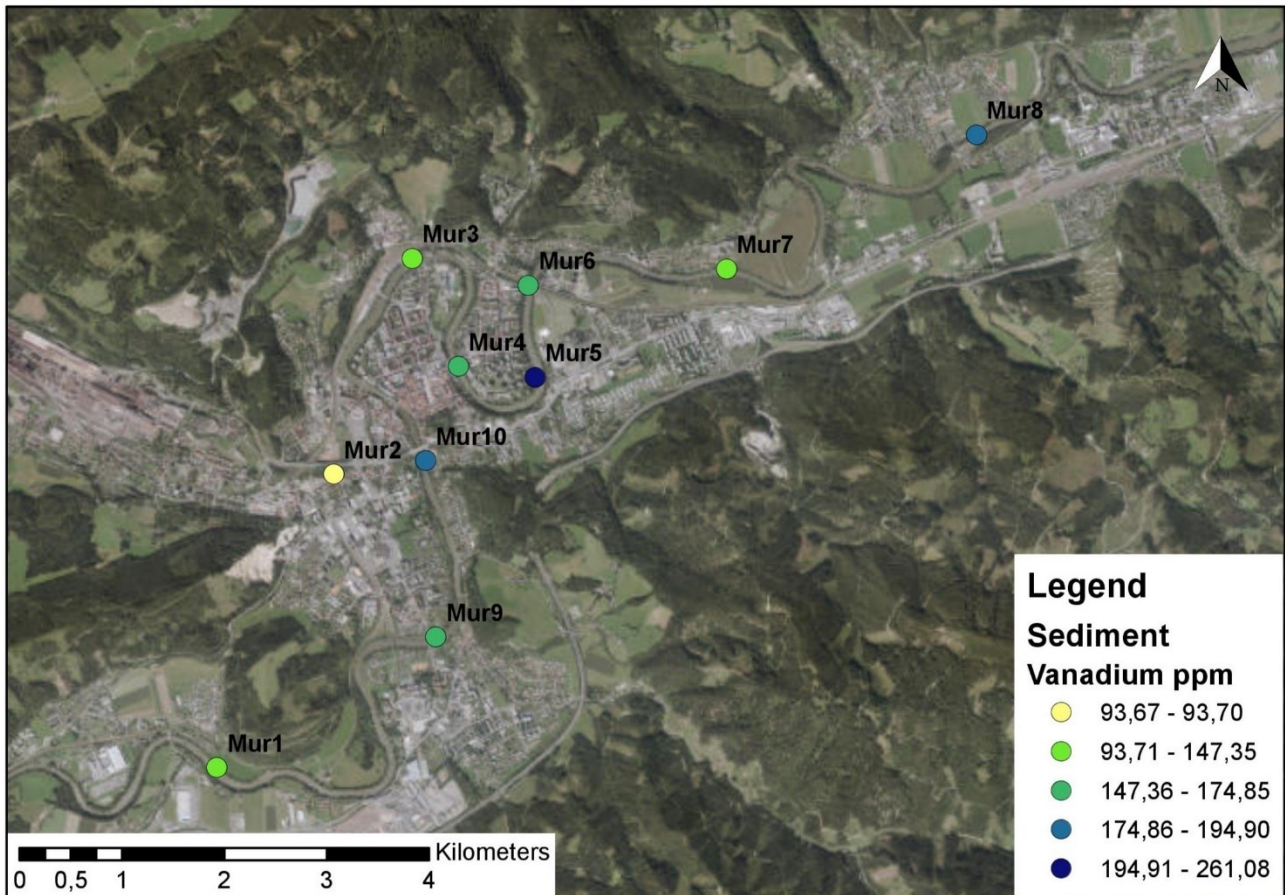 N
Mur8
Mur3
Mur7
Mur6
Mur4
Mur5
Mur10
Mur2
Mur9
Mur1
Legend
Sediment
Vanadium ppm
93,67 - 93,70
93,71 - 147,35
147,36 - 174,85
174,86 - 194,90
194,91 - 261,08
Kilometers
0 0,5 1 2 3 4